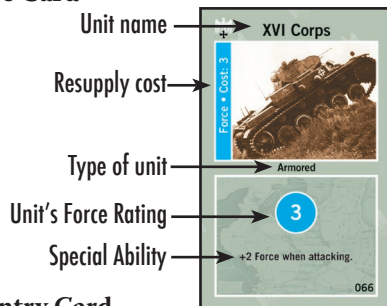 Unit name
XVI Corps
Force • Cost: 3
Resupply cost
Type of unit
Armored
Unit's Force Rating
3
Special Ability
+2 Force when attacking.
066
ntry Card